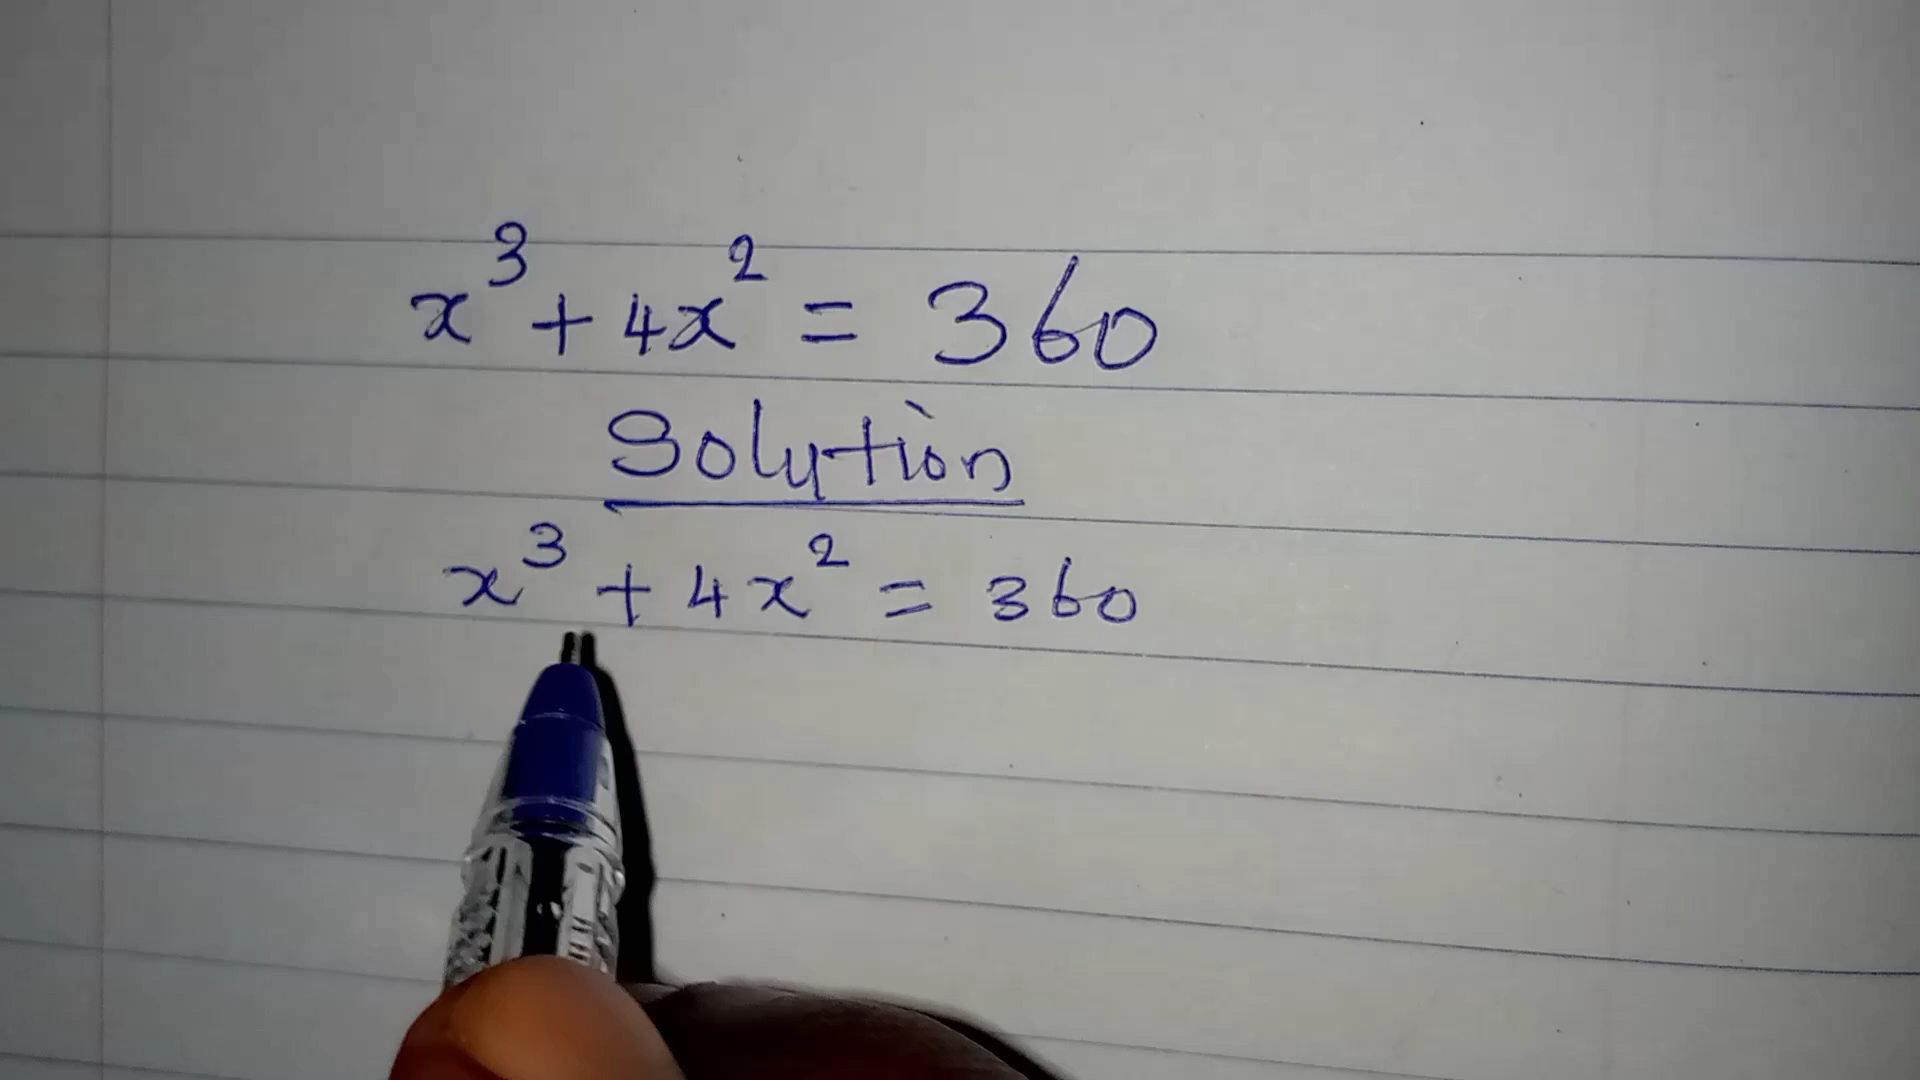 x³ + 4x² = 360
Solution
x³ + 4x² = 360